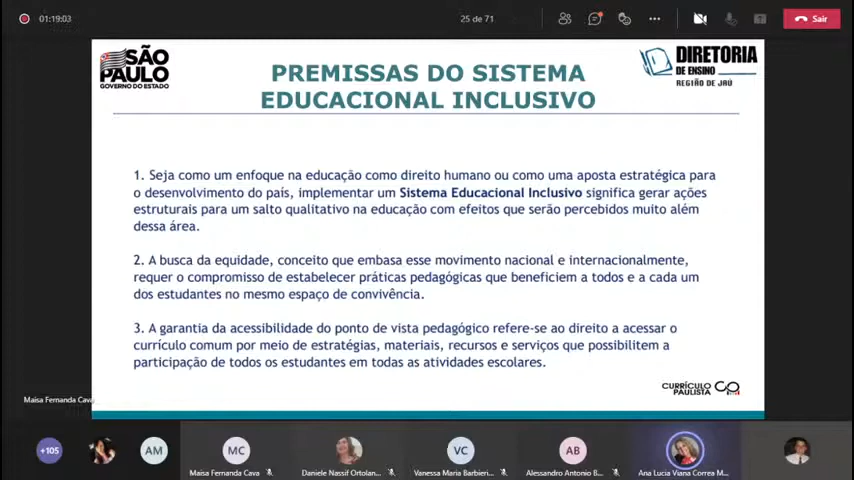 01:19:03
25 de 71
Sair
SÃO
PAULO
GOVERNO DO ESTADO
DIRETORIA
DE ENSINO
REGIÃO DE JAÚ
PREMISSAS DO SISTEMA
EDUCACIONAL INCLUSIVO
1. Seja como um enfoque na educação como direito humano ou como uma aposta estratégica para
o desenvolvimento do país, implementar um Sistema Educacional Inclusivo significa gerar ações
estruturais para um salto qualitativo na educação com efeitos que serão percebidos muito além
dessa área.
2. A busca da equidade, conceito que embasa esse movimento nacional e internacionalmente,
requer o compromisso de estabelecer práticas pedagógicas que beneficiem a todos e a cada um
dos estudantes no mesmo espaço de convivência.
3. A garantia da acessibilidade do ponto de vista pedagógico refere-se ao direito a acessar o
currículo comum por meio de estratégias, materiais, recursos e serviços que possibilitem a
participação de todos os estudantes em todas as atividades escolares.
CURRÍCULO
PAULISTA
Maisa Fernanda Cava
+105
AM
MC
VC
AB
Maisa Fernanda Cava
Daniele Nassif Ortolan...
Vanessa Maria Barbieri...
Alessandro Antonio B...
Ana Lucia Viana Correa M...